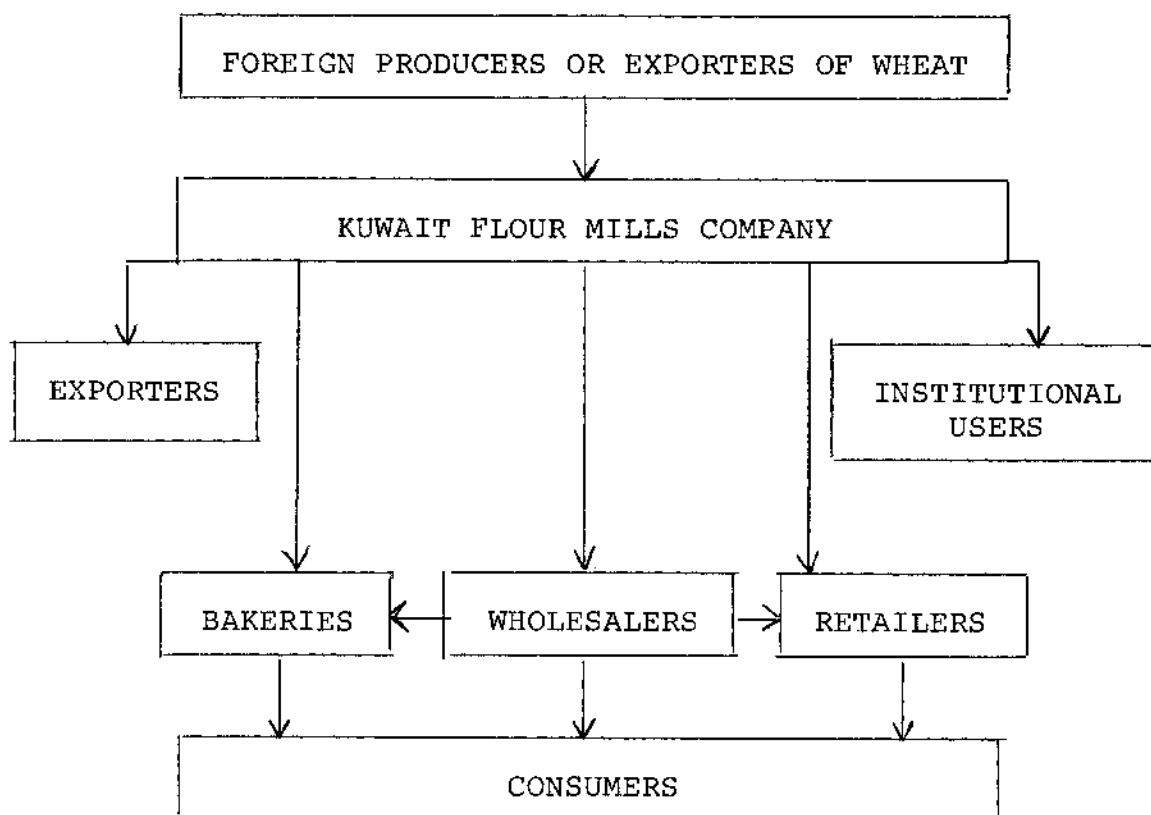 FOREIGN PRODUCERS OR EXPORTERS OF WHEAT
KUWAIT FLOUR MILLS COMPANY
EXPORTERS
INSTITUTIONAL
USERS
BAKERIES
WHOLESALERS
RETAILERS
CONSUMERS